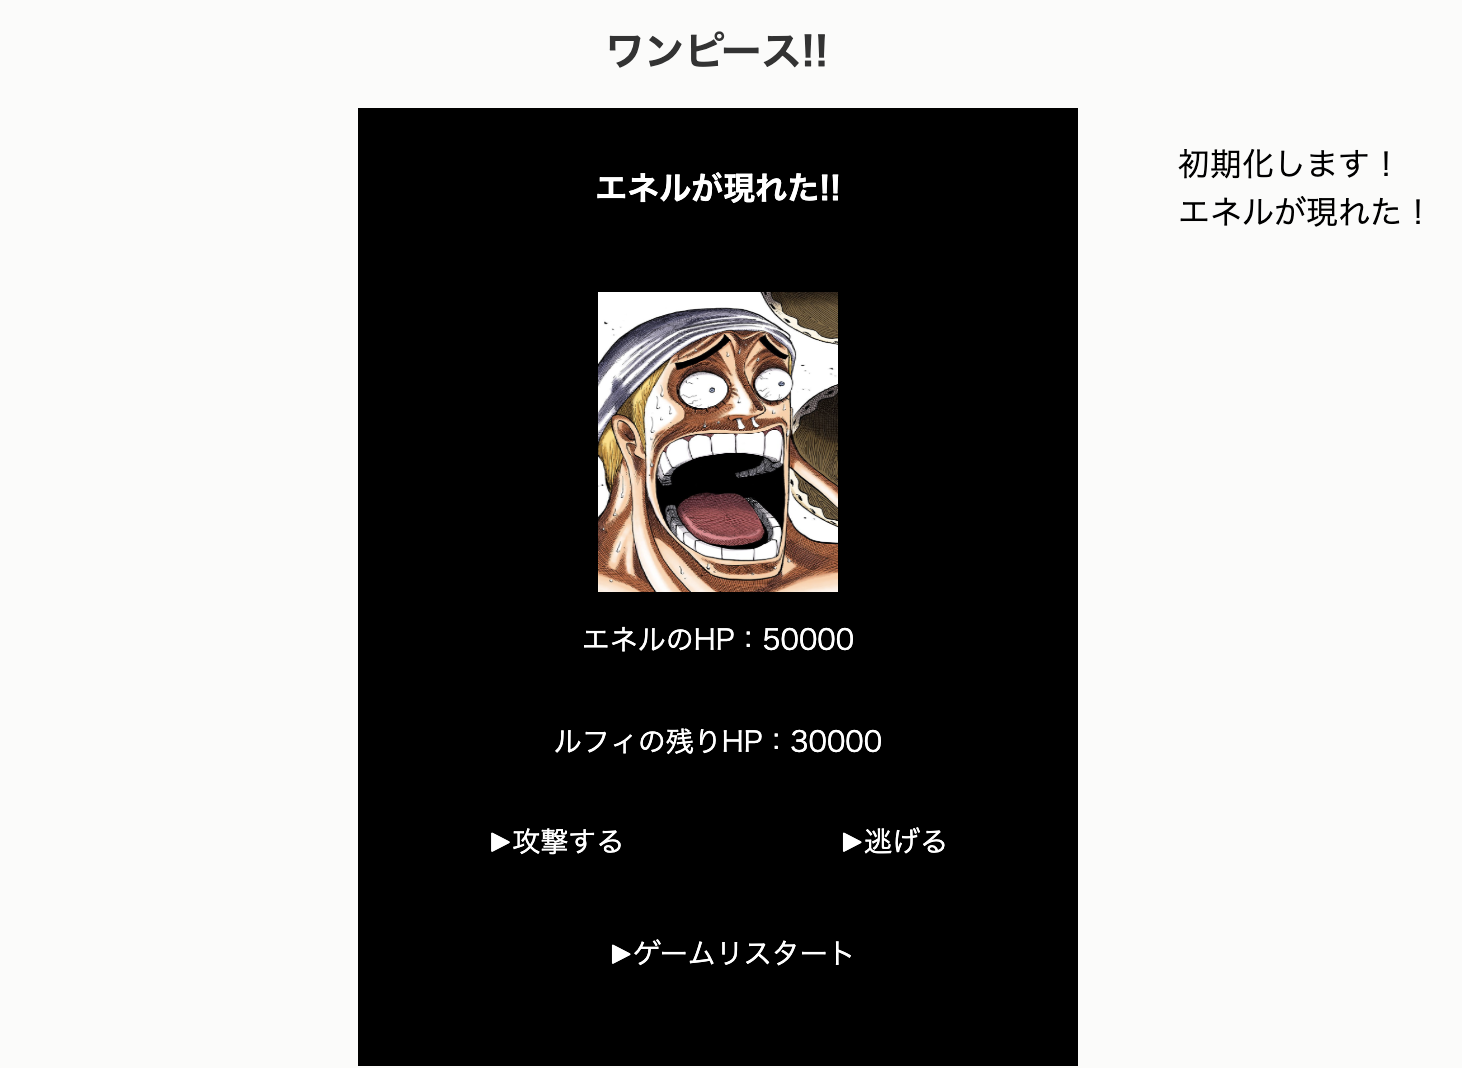 ワンピース!!
エネルが現れた!!
エネルのHP：50000
ルフィの残りHP：30000
▶攻撃する
▶逃げる
▶ゲームリスタート
初期化します！
エネルが現れた！